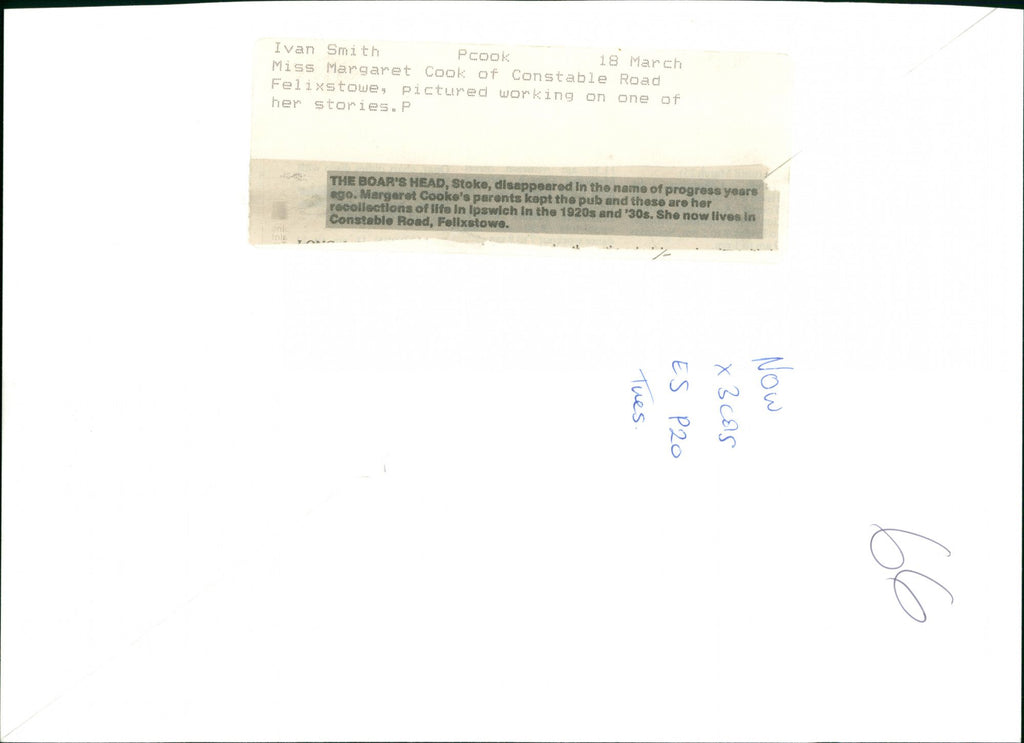 Ivan Smith Pcook 18 March
Miss Margaret Cook of Constable Road
Felixstowe, pictured working on one of
her stories.P
THE BOAR'S HEAD, Stoke, disappeared in the name of progress years
ago. Margaret Cooke's parents kept the pub and these are her
recollections of life in Ipswich in the 1920s and '30s. She now lives in
Constable Road, Felixstowe.
Now
x 3cols
ES P20
Tues.
66